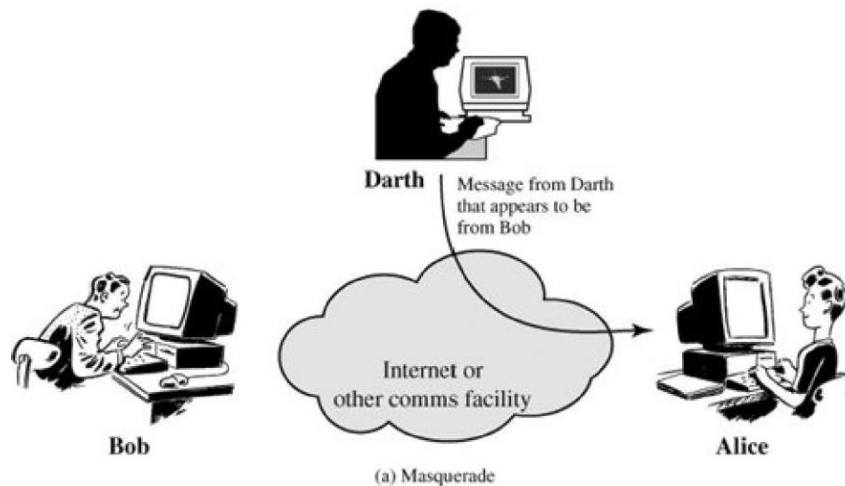 Darth
Message from Darth
that appears to be
from Bob
Internet or
other comms facility
Bob
Alice
(a) Masquerade